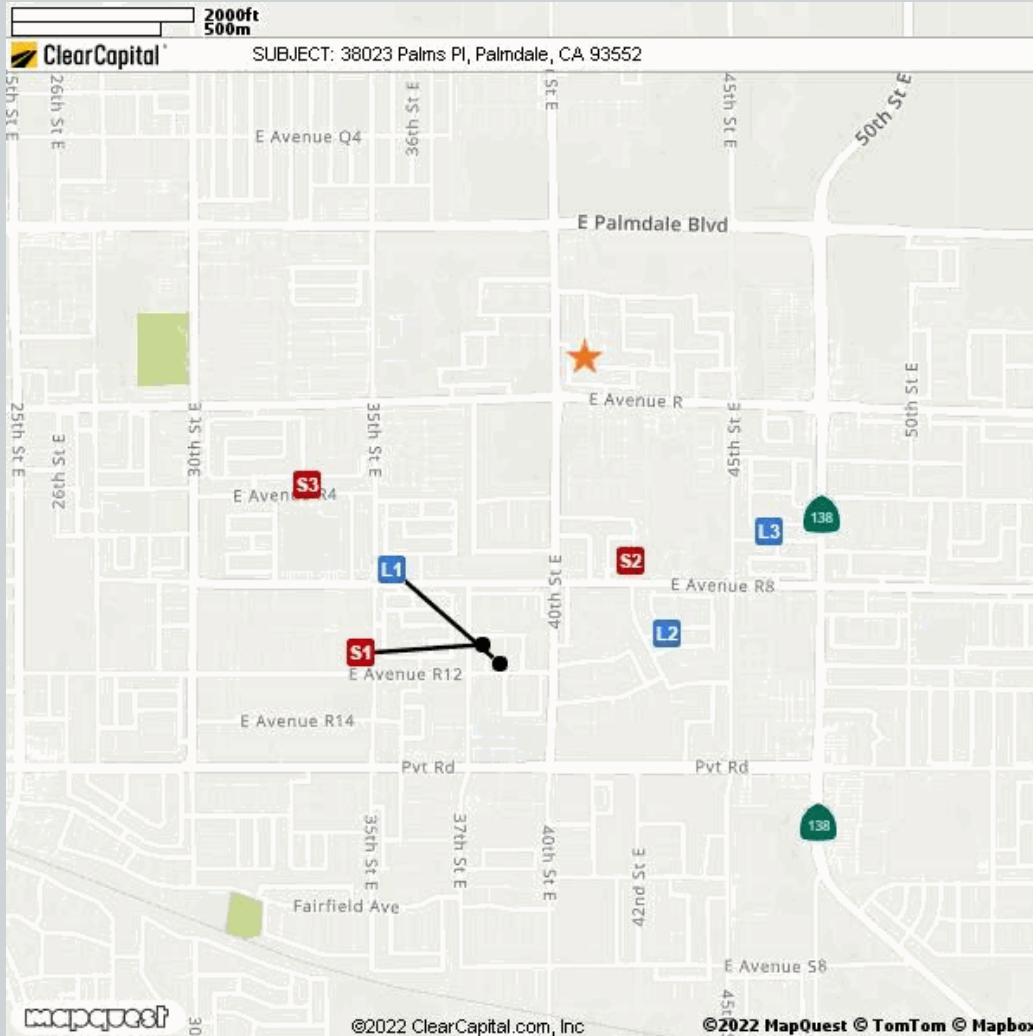 2000ft
500m
ClearCapital
SUBJECT: 38023 Palms Pl, Palmdale, CA 93552
26th St E
36th St E
St E
45th St E
50th St E
E Avenue Q4
E Palmdale Blvd
E Avenue R
25th St E
26th St E
30th St E
35th St E
45th St E
50th St E
S3
E Avenue R4
138
L3
L1
S2
40th St E
E Avenue R8
L2
S1
E Avenue R12
E Avenue R14
Pvt Rd
Pvt Rd
138
35th St E
37th St E
40th St E
42nd St E
Fairfield Ave
E Avenue S8
30
45th
mapquest
©2022 ClearCapital.com, Inc
©2022 MapQuest © TomTom © Mapbo